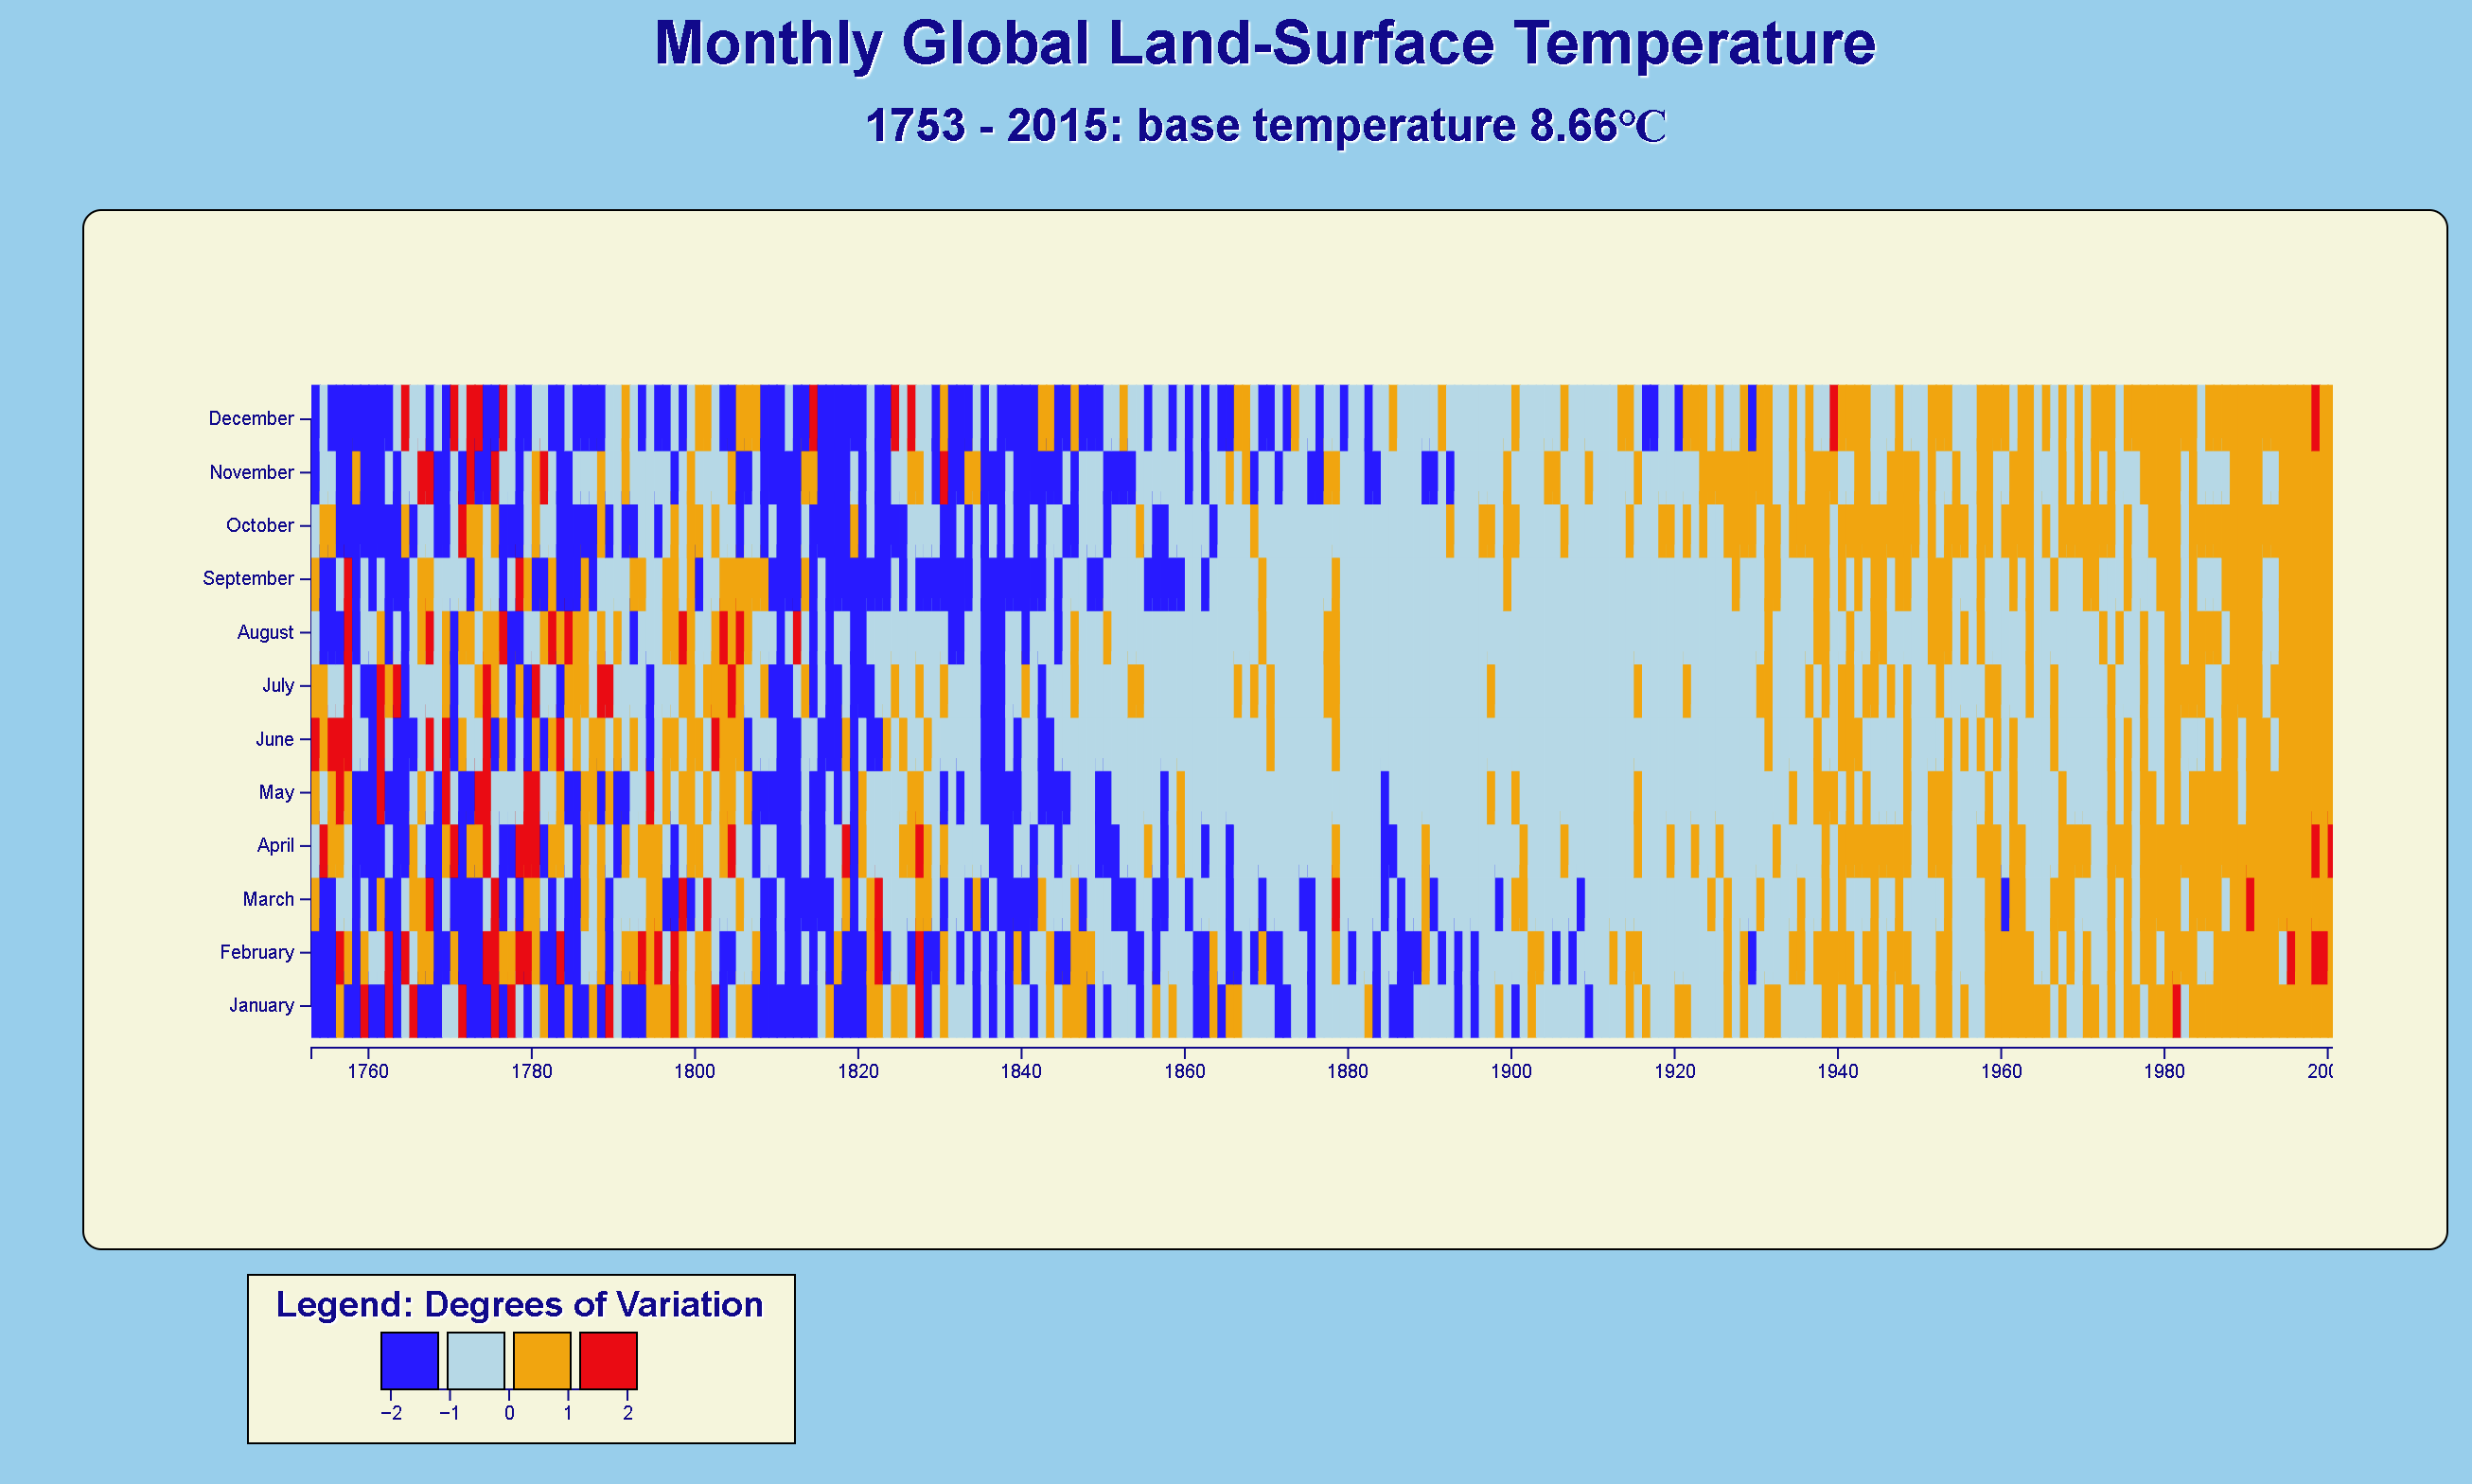 Monthly Global Land-Surface Temperature
1753 - 2015: base temperature 8.66℃
December
November
October
September
August
July
June
May
April
March
February
January
1760 1780 1800 1820 1840 1860 1880 1900 1920 1940 1960 1980 200
Legend: Degrees of Variation
−2 −1 0 1 2